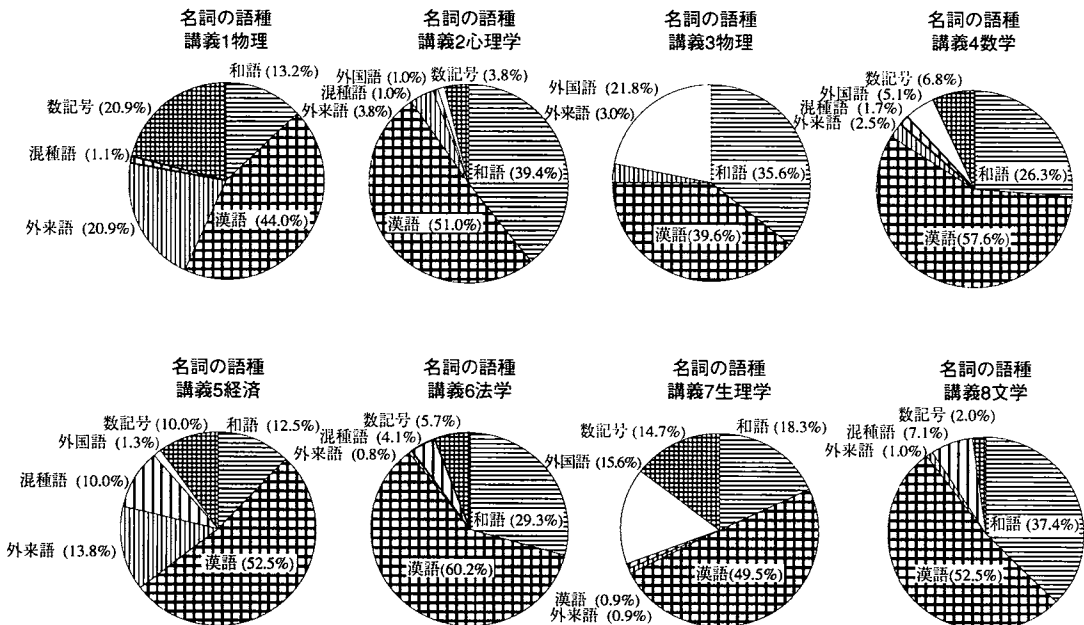 名詞の語種
講義1物理
和語 (13.2%)
数記号 (20.9%)
混種語 (1.1%)
外来語 (20.9%)
漢語 (44.0%)
名詞の語種
講義2心理学
外国語 (1.0%)
数記号 (3.8%)
混種語 (1.0%)
外来語 (3.8%)
和語 (39.4%)
漢語 (51.0%)
名詞の語種
講義3物理
外国語 (21.8%)
外来語 (3.0%)
和語 (35.6%)
漢語 (39.6%)
名詞の語種
講義4数学
数記号 (6.8%)
外国語 (5.1%)
混種語 (1.7%)
外来語 (2.5%)
和語 (26.3%)
漢語 (57.6%)
名詞の語種
講義5経済
数記号 (10.0%)
和語 (12.5%)
外国語 (1.3%)
混種語 (10.0%)
外来語 (13.8%)
漢語 (52.5%)
名詞の語種
講義6法学
数記号 (5.7%)
混種語 (4.1%)
外来語 (0.8%)
和語 (29.3%)
漢語 (60.2%)
名詞の語種
講義7生理学
数記号 (14.7%)
和語 (18.3%)
外国語 (15.6%)
漢語 (49.5%)
漢語 (0.9%)
外来語 (0.9%)
名詞の語種
講義8文学
数記号 (2.0%)
混種語 (7.1%)
外来語 (1.0%)
和語 (37.4%)
漢語 (52.5%)